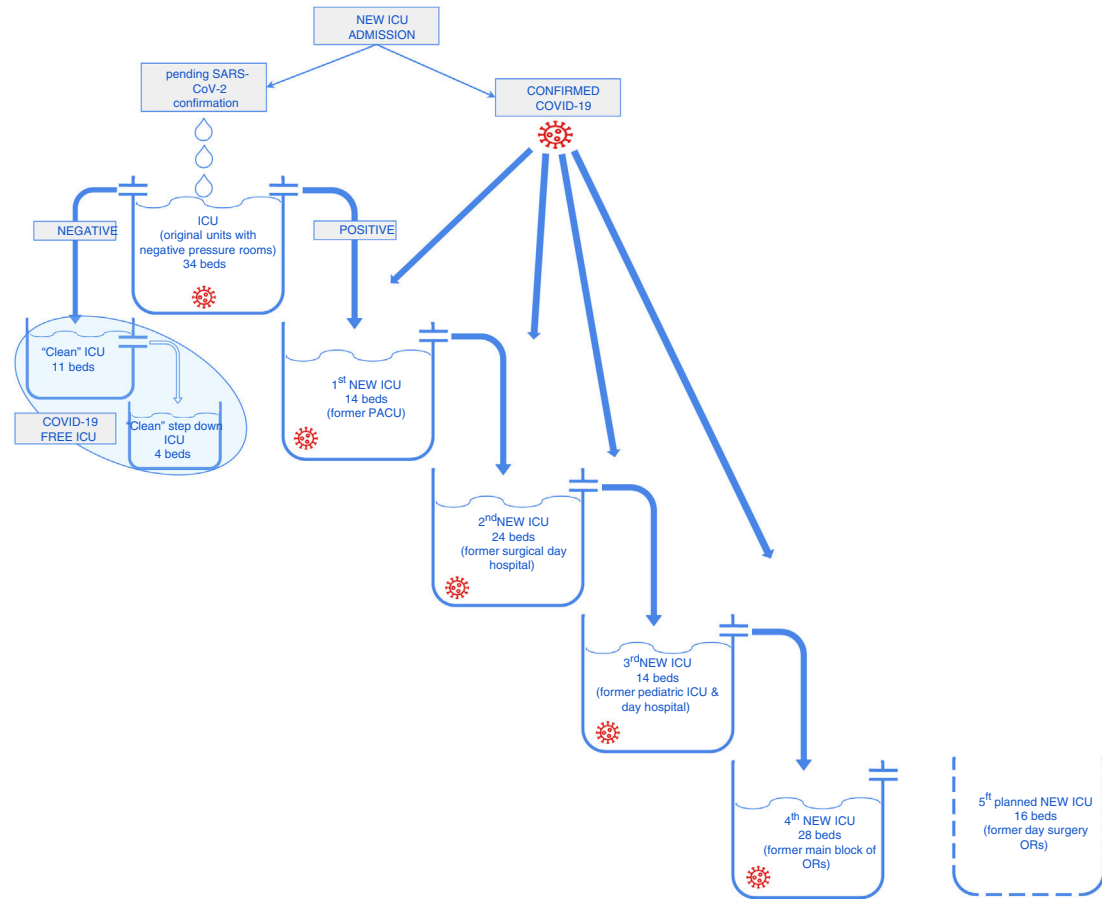 NEW ICU
ADMISSION
pending SARS-
CoV-2
confirmation
CONFIRMED
COVID-19
NEGATIVE
ICU
(original units with
negative pressure rooms)
34 beds
POSITIVE
"Clean" ICU
11 beds
COVID-19
FREE ICU
"Clean" step down
ICU
4 beds
1st NEW ICU
14 beds
(former PACU)
2ndNEW ICU
24 beds
(former surgical day
hospital)
3rdNEW ICU
14 beds
(former pediatric ICU &
day hospital)
4th NEW ICU
28 beds
(former main block of
ORs)
5ft planned NEW ICU
16 beds
(former day surgery
ORs)